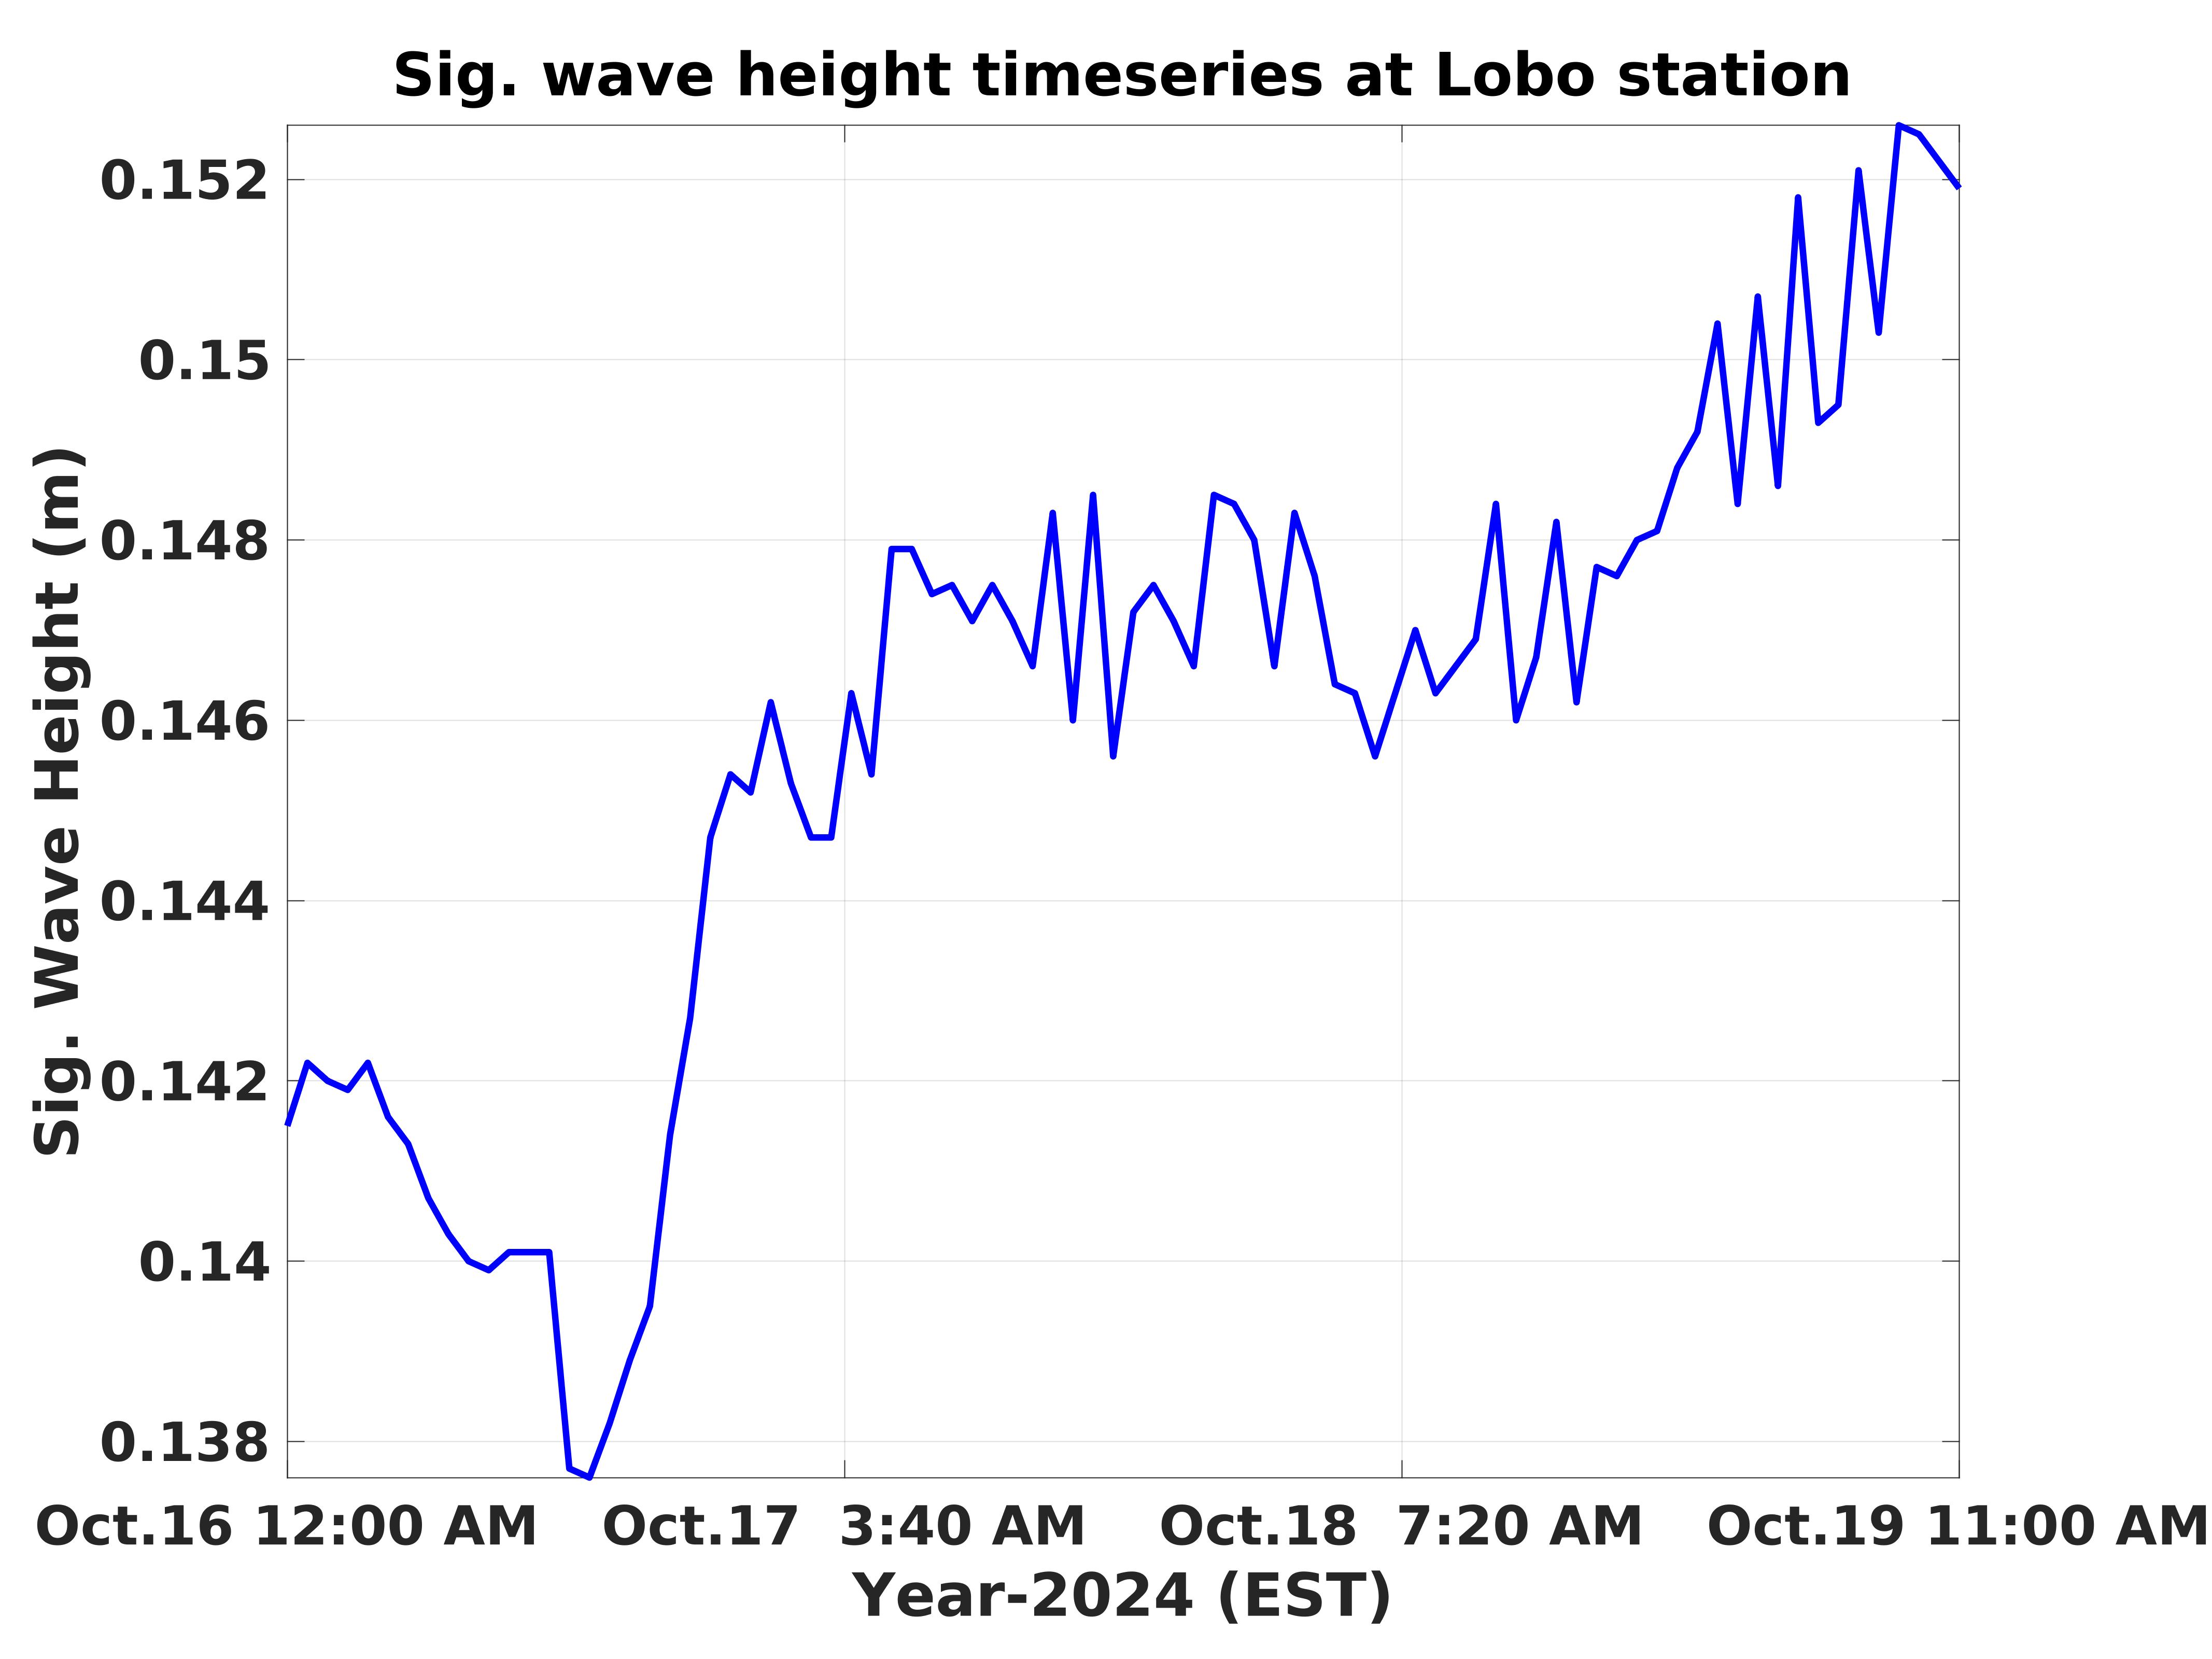 Sig. wave height timeseries at Lobo station
Sig. Wave Height (m)
0.152
0.15
0.148
0.146
0.144
0.142
0.14
0.138
Oct.16 12:00 AM Oct.17 3:40 AM Oct.18 7:20 AM Oct.19 11:00 AM
Year-2024 (EST)